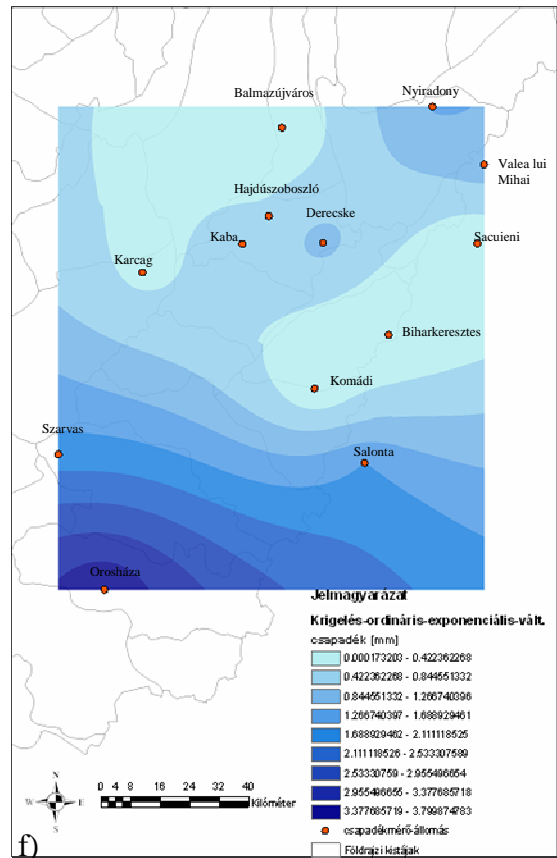 Nyiradony
Balmazújváros
Valea lui
Mihai
Hajdúszoboszló
Derecske
Kaba
Sacuieni
Karcag
Biharkeresztes
Komádi
Szarvas
Salonta
Orosháza
Jelmagyarázat
Krigelés-ordináris-exponenciális-vált.
csapadék [mm]
0.000173203 - 0.422362268
0.422362268 - 0.844551332
0.844551332 - 1.266740396
1.266740397 - 1.688929461
1.688929462 - 2.111118525
2.111118526 - 2.533307589
2.53330759 - 2.955496654
2.955496655 - 3.377685718
3.377685719 - 3.799874783
csapadékmérő állomás
Földrajzi kistájak
N
W E
S
0 4 8 16 24 32 40
Kilóméter
f)